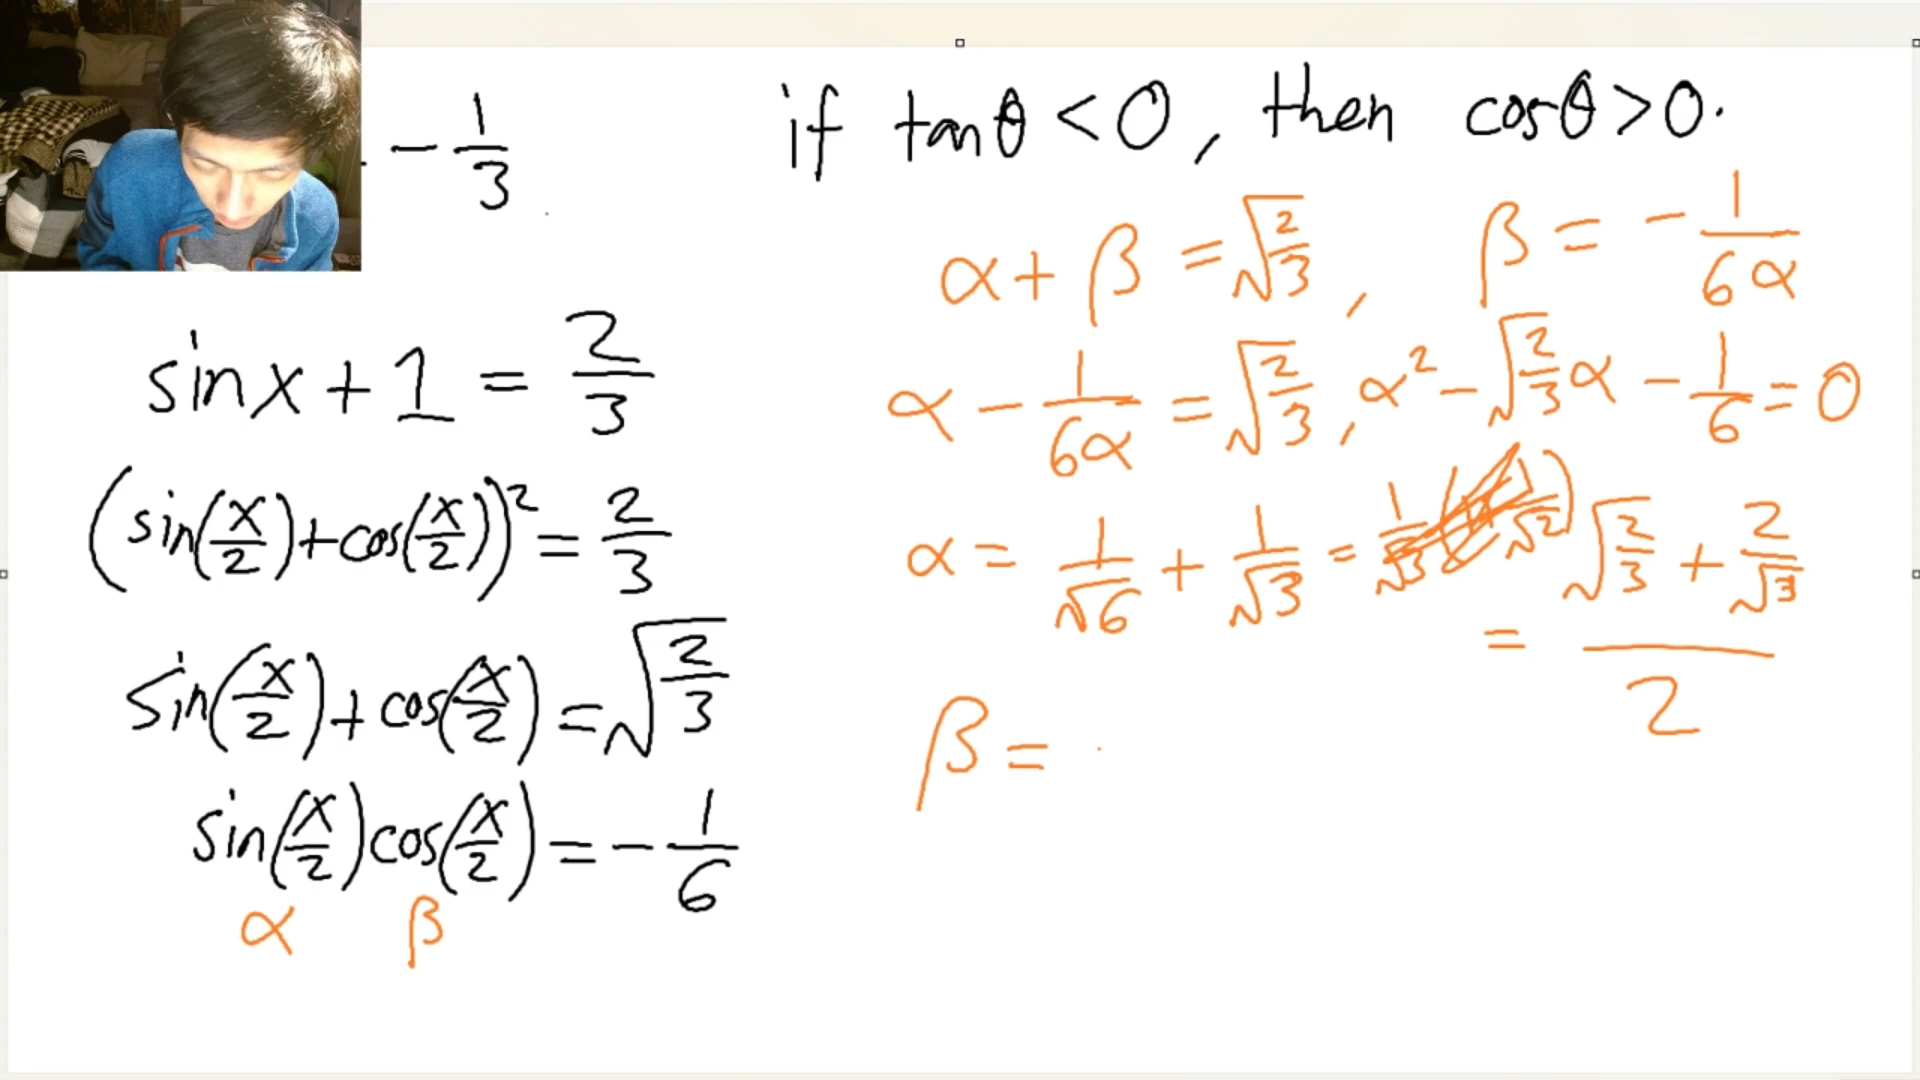 - 1/3
if tanθ < 0, then cosθ > 0.
sinx + 1 = 2/3
(sin(x/2) + cos(x/2))² = 2/3
sin(x/2) + cos(x/2) = √(2/3)
sin(x/2) cos(x/2) = - 1/6
α β
α + β = √(2/3), β = - 1/(6α)
α - 1/(6α) = √(2/3), α² - √(2/3)α - 1/6 = 0
α = 1/√6 + 1/√3 = (√(2/3) + 2/√3)
= 2
β =